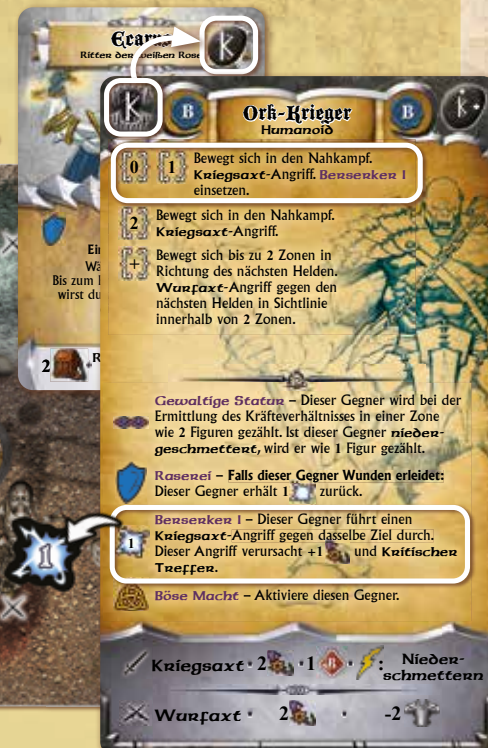 Ritter der weißen Rose
K
K
B
Ork-Krieger
Humanoid
B
K
0 1 Bewegt sich in den Nahkampf.
Kriegsaxt-Angriff. Berserker I
einsetzen.
2 Bewegt sich in den Nahkampf.
Kriegsaxt-Angriff.
+ Bewegt sich bis zu 2 Zonen in
Richtung des nächsten Helden.
Wurfaxt-Angriff gegen den
nächsten Helden in Sichtlinie
innerhalb von 2 Zonen.
Bis zum
wirst du
2
Gewaltige Statur – Dieser Gegner wird bei der
Ermittlung des Kräfteverhältnisses in einer Zone
wie 2 Figuren gezählt. Ist dieser Gegner nieder-
geschmettert, wird er wie 1 Figur gezählt.
Raserei – Falls dieser Gegner Wunden erleidet:
Dieser Gegner erhält 1 zurück.
1
1 Berserker I – Dieser Gegner führt einen
Kriegsaxt-Angriff gegen dasselbe Ziel durch.
Dieser Angriff verursacht +1 und Kritischer
Treffer.
Böse Macht – Aktiviere diesen Gegner.
Kriegsaxt · 2 · 1 B · : Nieder-
schmettern
Wurfaxt · 2 · -2